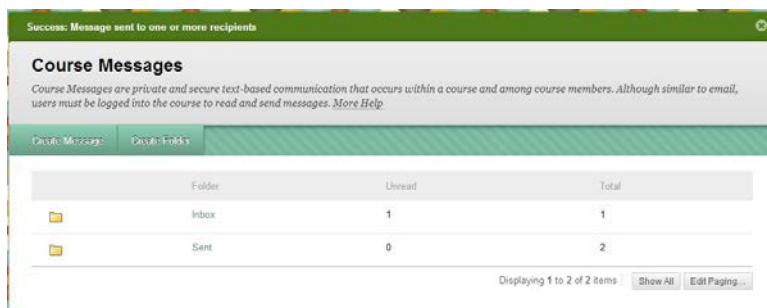 Success: Message sent to one or more recipients
Course Messages
Course Messages are private and secure text-based communication that occurs within a course and among course members. Although similar to email,
users must be logged into the course to read and send messages. More Help
Create Message Create Folder
Folder Unread Total
Inbox 1 1
Sent 0 2
Displaying 1 to 2 of 2 items Show All Edit Paging...